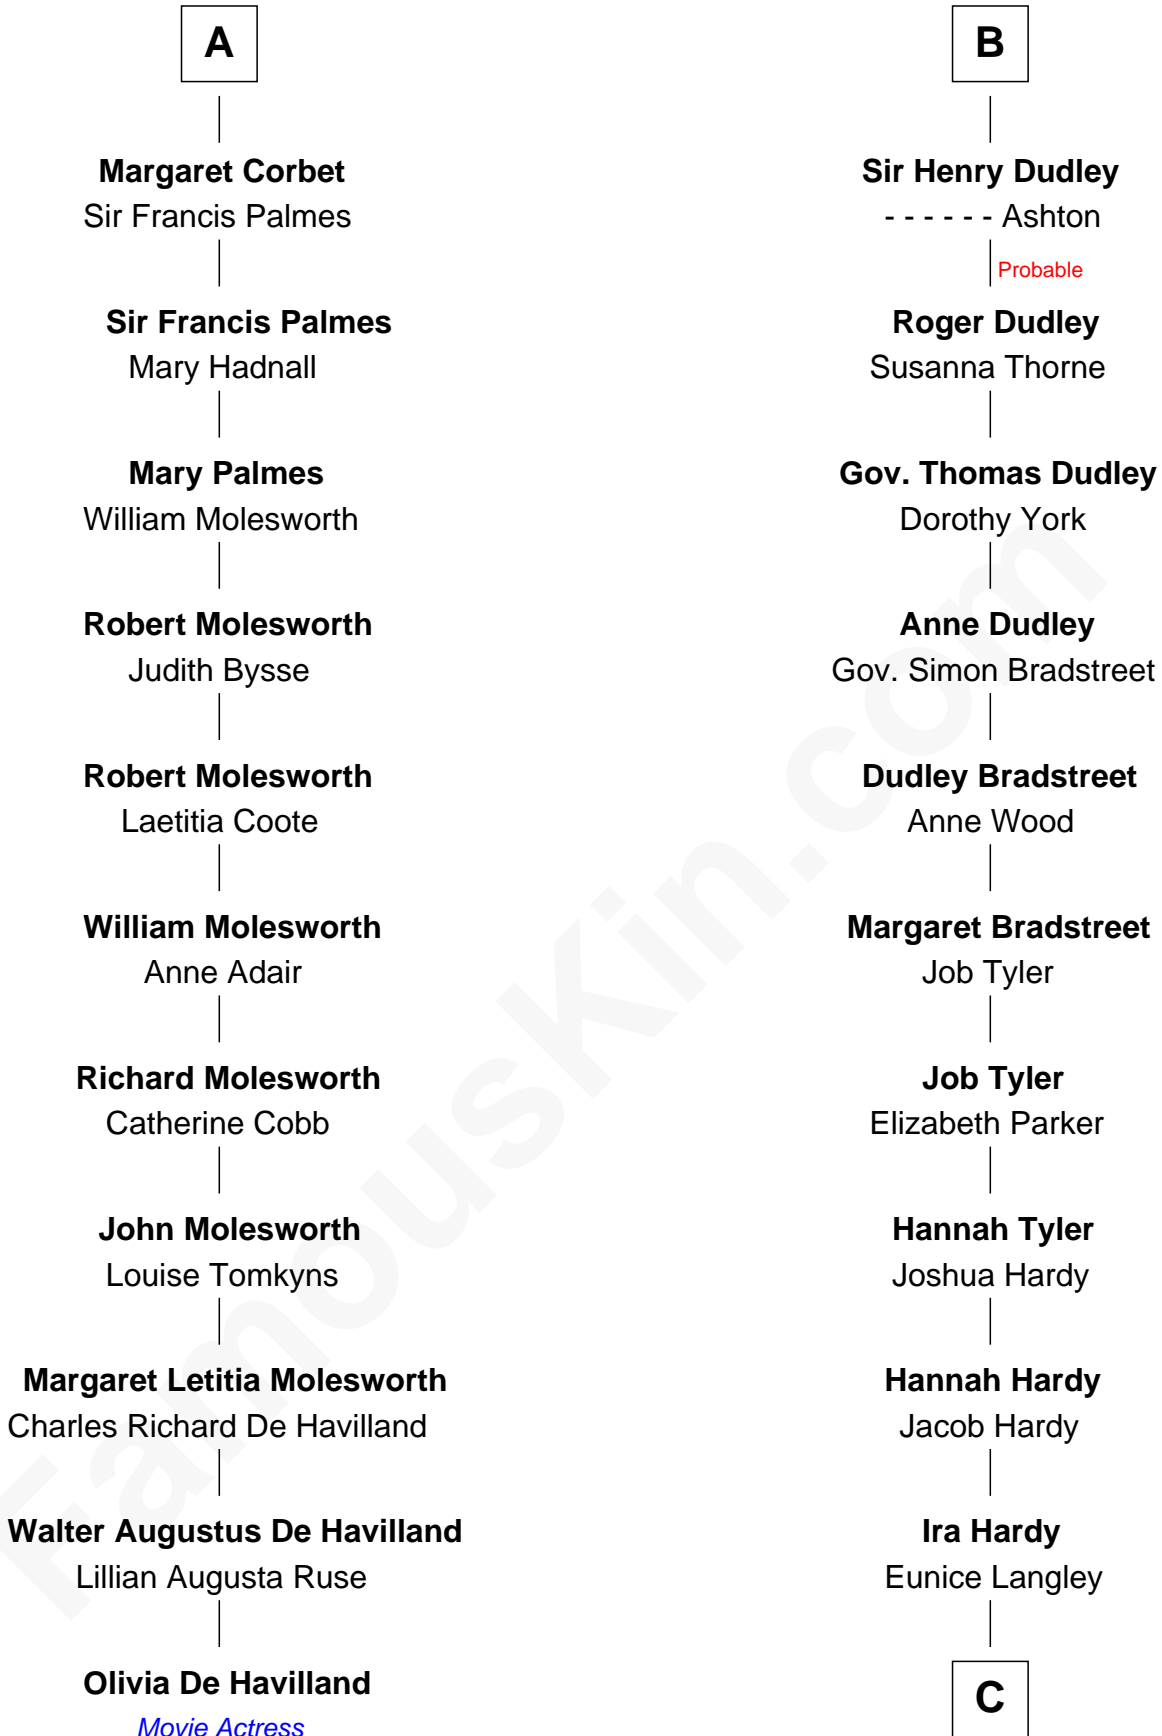 A
Margaret Corbet
Sir Francis Palmes
Sir Francis Palmes
Mary Hadnall
Mary Palmes
William Molesworth
Robert Molesworth
Judith Bysse
Robert Molesworth
Laetitia Coote
William Molesworth
Anne Adair
Richard Molesworth
Catherine Cobb
John Molesworth
Louise Tomkyns
Margaret Letitia Molesworth
Charles Richard De Havilland
Walter Augustus De Havilland
Lillian Augusta Ruse
Olivia De Havilland
Movie Actress
B
Sir Henry Dudley
- - - - - - Ashton
Probable
Roger Dudley
Susanna Thorne
Gov. Thomas Dudley
Dorothy York
Anne Dudley
Gov. Simon Bradstreet
Dudley Bradstreet
Anne Wood
Margaret Bradstreet
Job Tyler
Job Tyler
Elizabeth Parker
Hannah Tyler
Joshua Hardy
Hannah Hardy
Jacob Hardy
Ira Hardy
Eunice Langley
C
FamousKin.com